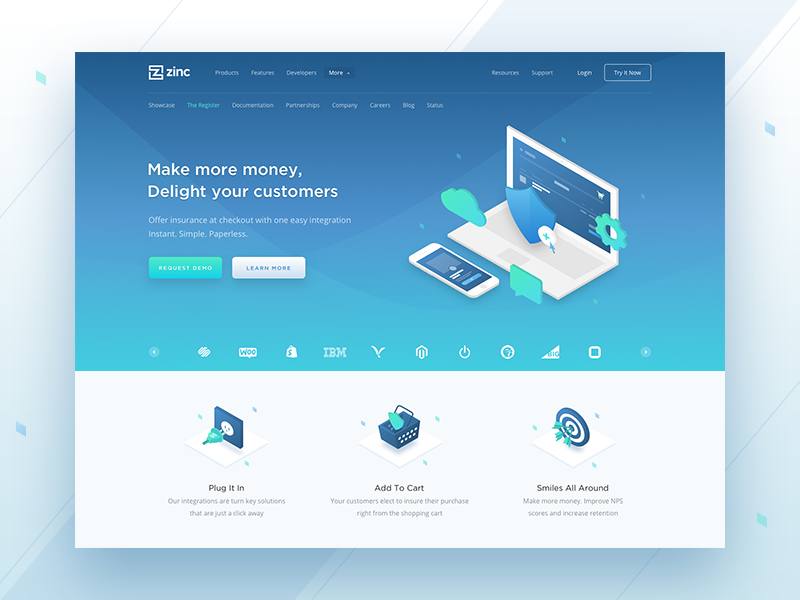 zinc Products Features Developers More Resources Support Login Try It Now
Showcase The Register Documentation Partnerships Company Careers Blog Status
Make more money,
Delight your customers
Offer insurance at checkout with one easy integration
Instant. Simple. Paperless.
REQUEST DEMO LEARN MORE
WOO IBM BIG
Plug It In Add To Cart Smiles All Around
Our integrations are turn key solutions Your customers elect to insure their purchase Make more money. Improve NPS
that are just a click away right from the shopping cart scores and increase retention